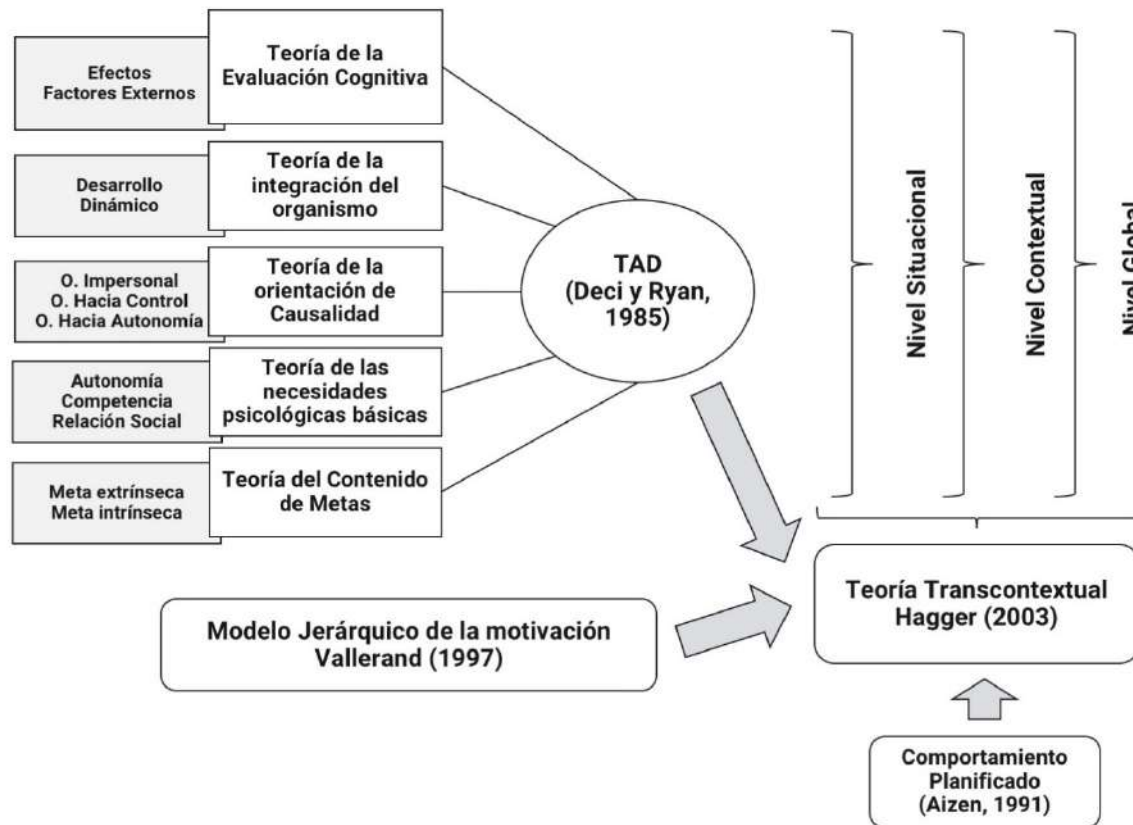 Efectos
Factores Externos
Teoría de la
Evaluación Cognitiva
Desarrollo
Dinámico
Teoría de la
integración del
organismo
O. Impersonal
O. Hacia Control
O. Hacia Autonomía
Teoría de la
orientación de
Causalidad
Autonomía
Competencia
Relación Social
Teoría de las
necesidades
psicológicas básicas
Meta extrínseca
Meta intrínseca
Teoría del Contenido
de Metas
TAD
(Deci y Ryan,
1985)
Nivel Situacional
Nivel Contextual
Nivel Global
Modelo Jerárquico de la motivación
Vallerand (1997)
Teoría Transcontextual
Hagger (2003)
Comportamiento
Planificado
(Aizen, 1991)